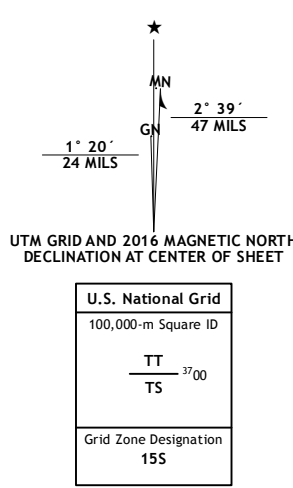 MN
GN
2° 39´
47 MILS
1° 20´
24 MILS
UTM GRID AND 2016 MAGNETIC NORTH
DECLINATION AT CENTER OF SHEET
U.S. National Grid
100,000-m Square ID
TT
3700
TS
Grid Zone Designation
15S